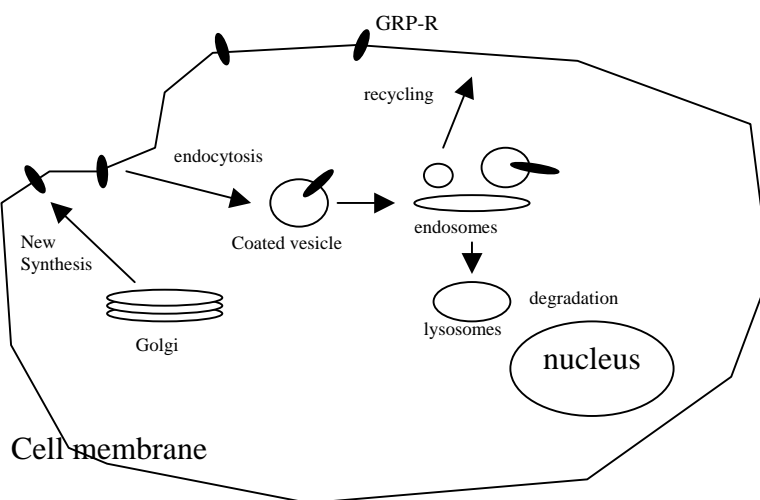 GRP-R
recycling
endocytosis
Coated vesicle
endosomes
New
Synthesis
degradation
lysosomes
Golgi
nucleus
Cell membrane